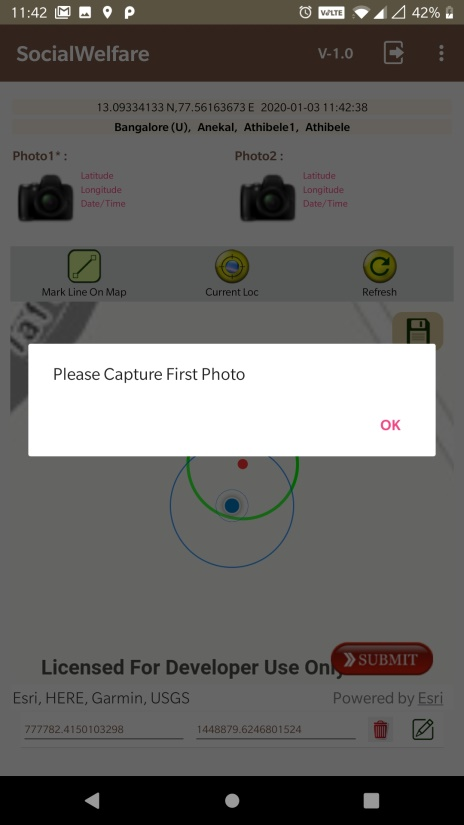 11:42
VoLTE
42%
SocialWelfare
V-1.0
13.09334133 N,77.56163673 E  2020-01-03 11:42:38
Bangalore (U),  Anekal,  Athibele1,  Athibele
Photo1* :
Photo2 :
Latitude
Longitude
Date/Time
Latitude
Longitude
Date/Time
Mark Line On Map
Current Loc
Refresh
Please Capture First Photo
OK
SUBMIT
Licensed For Developer Use Only
Esri, HERE, Garmin, USGS
Powered by Esri
777782.4150103298
1448879.6246801524